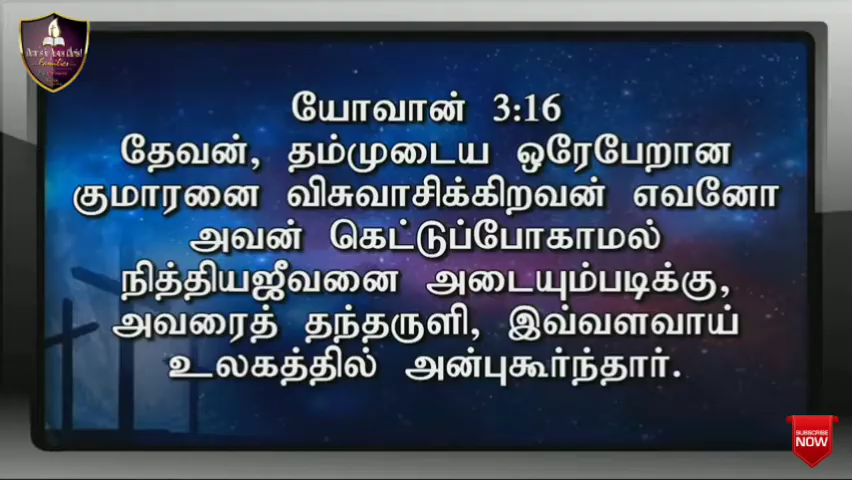 யோவான் 3:16
தேவன், தம்முடைய ஒரேபேறான
குமாரனை விசுவாசிக்கிறவன் எவனோ
அவன் கெட்டுப்போகாமல்
நித்தியஜீவனை அடையும்படிக்கு,
அவரைத் தந்தருளி, இவ்வளவாய்
உலகத்தில் அன்புகூர்ந்தார்.
SUBSCRIBE
NOW